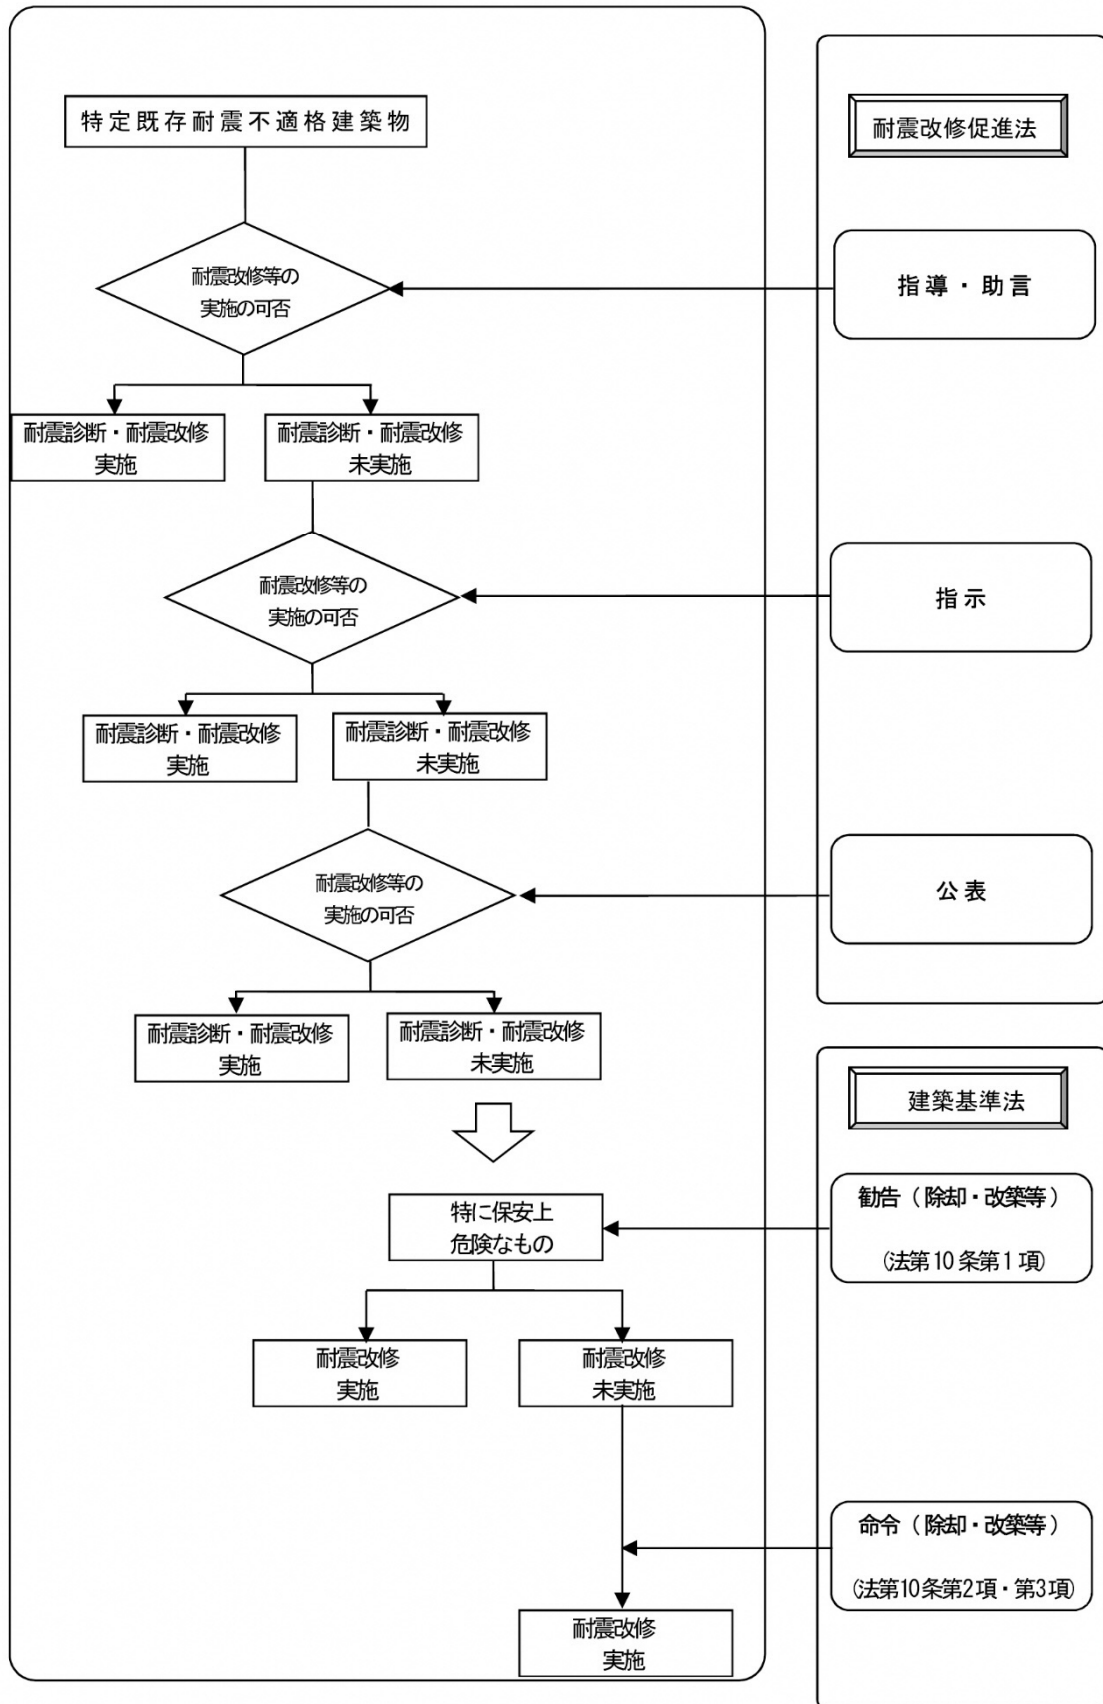 特定既存耐震不適格建築物
耐震改修促進法
耐震改修等の
実施の可否
指導・助言
耐震診断・耐震改修
実施
耐震診断・耐震改修
未実施
耐震改修等の
実施の可否
指示
耐震診断・耐震改修
実施
耐震診断・耐震改修
未実施
耐震改修等の
実施の可否
公表
耐震診断・耐震改修
実施
耐震診断・耐震改修
未実施
建築基準法
特に保安上
危険なもの
勧告（除却・改築等）
(法第10条第1項)
耐震改修
実施
耐震改修
未実施
命令（除却・改築等）
(法第10条第2項・第3項)
耐震改修
実施